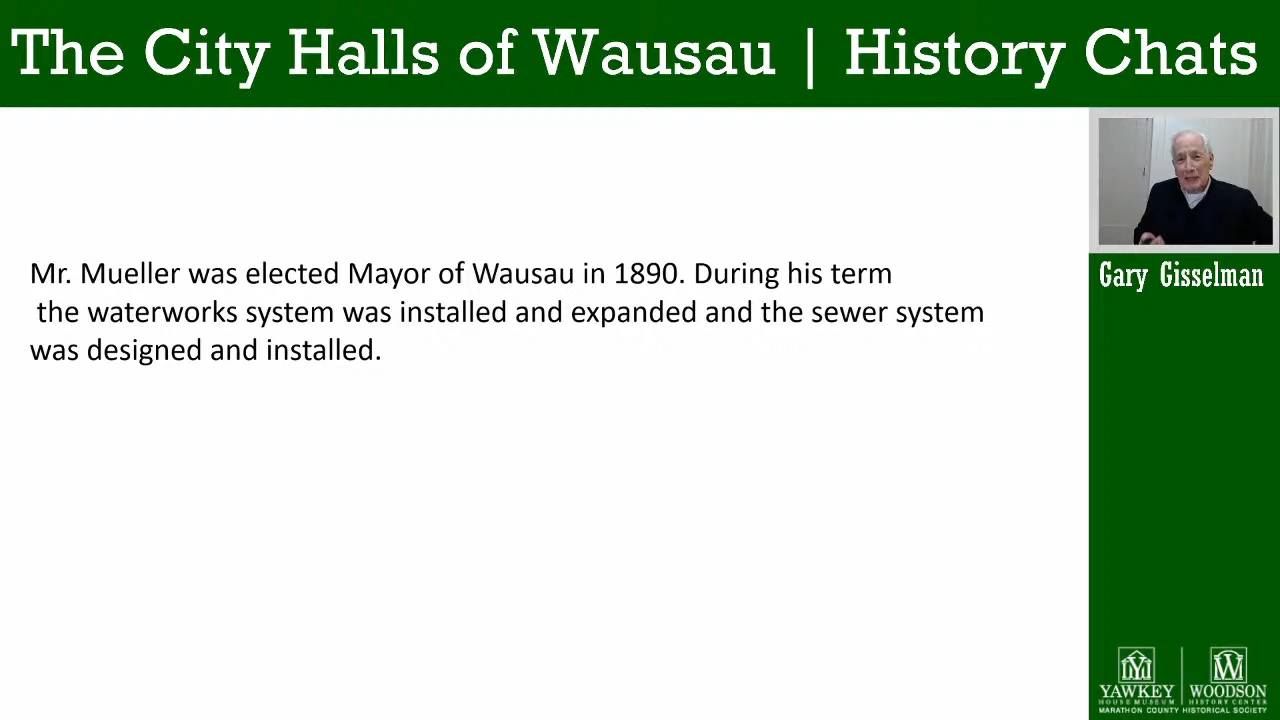 The City Halls of Wausau | History Chats
Mr. Mueller was elected Mayor of Wausau in 1890. During his term
the waterworks system was installed and expanded and the sewer system
was designed and installed.
Gary Gisselman
YAWKEY
HOUSE MUSEUM
WOODSON
HISTORY CENTER
MARATHON COUNTY HISTORICAL SOCIETY